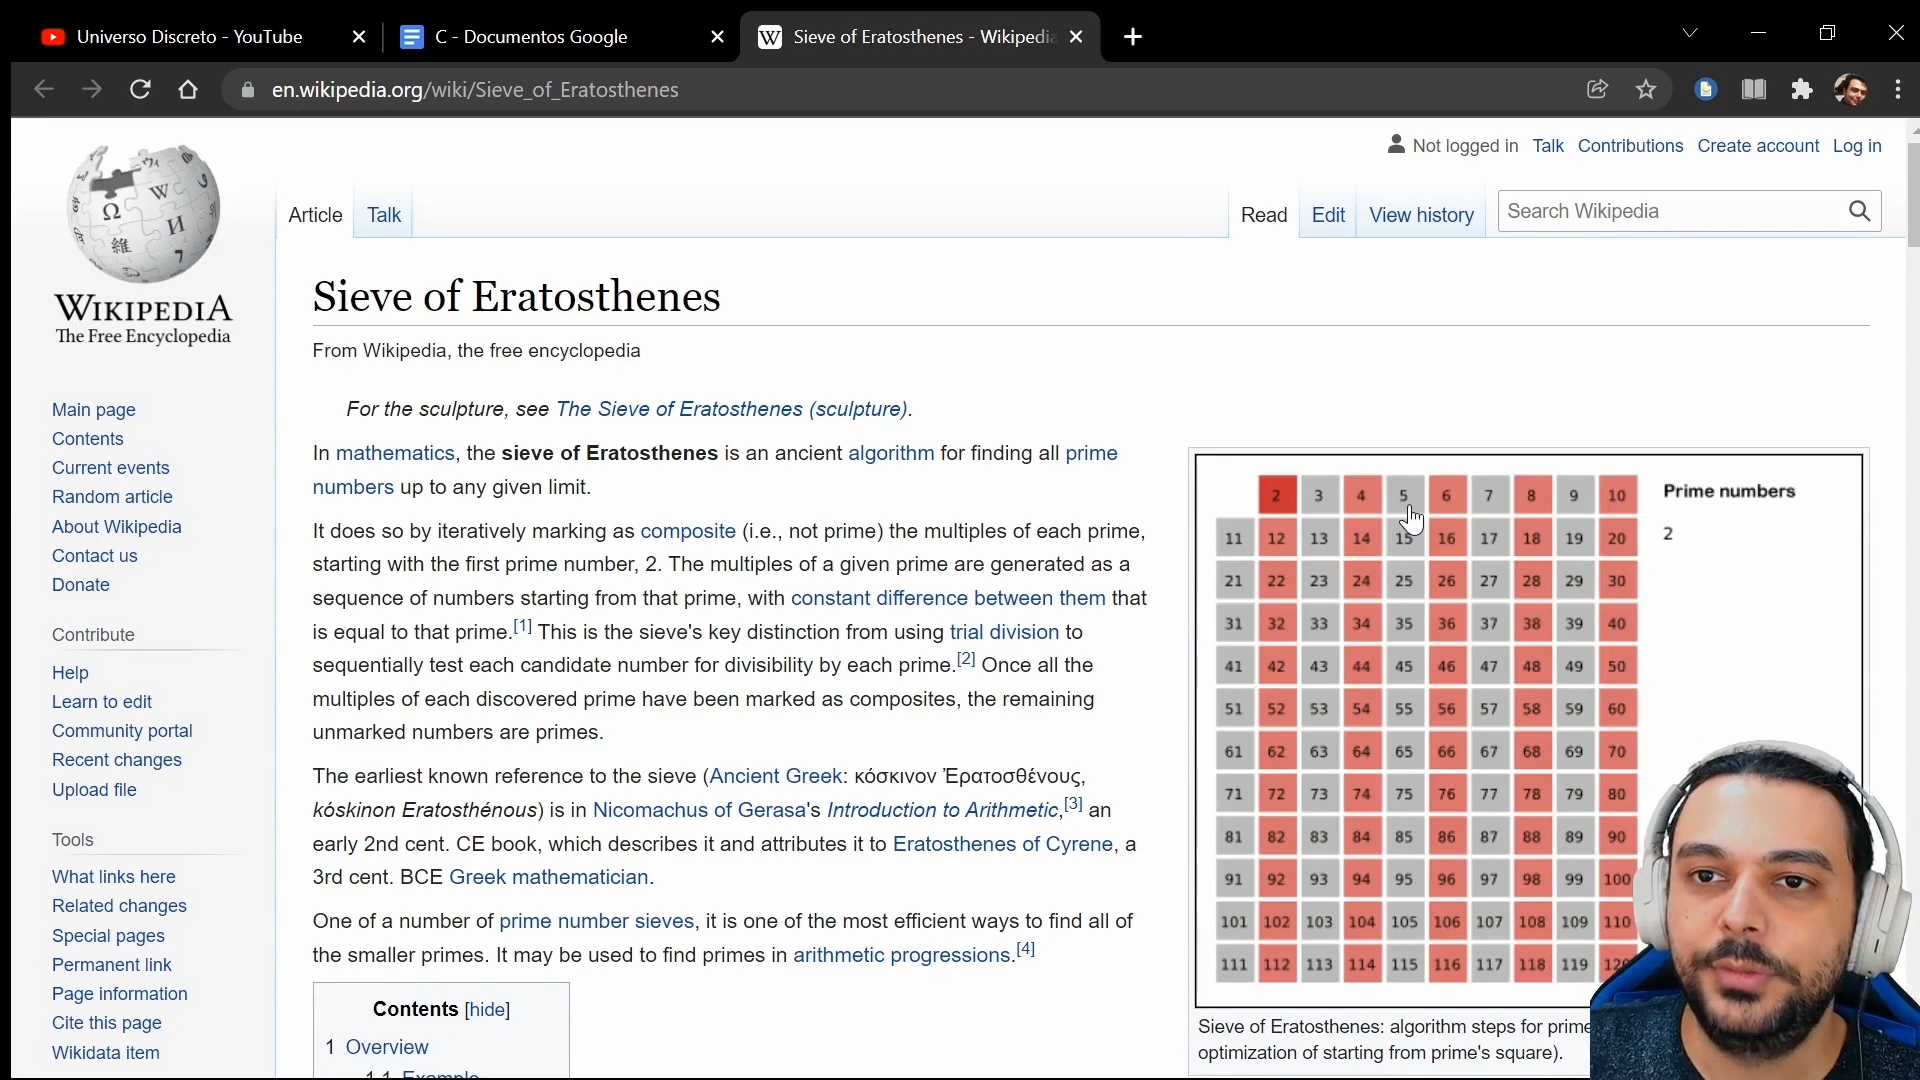 Universo Discreto - YouTube
C - Documentos Google
Sieve of Eratosthenes - Wikipedia
en.wikipedia.org/wiki/Sieve_of_Eratosthenes
Not logged in Talk Contributions Create account Log in
Article Talk
Read Edit View history
Search Wikipedia
WIKIPEDIA
The Free Encyclopedia
Main page
Contents
Current events
Random article
About Wikipedia
Contact us
Donate
Contribute
Help
Learn to edit
Community portal
Recent changes
Upload file
Tools
What links here
Related changes
Special pages
Permanent link
Page information
Cite this page
Wikidata item
Sieve of Eratosthenes
From Wikipedia, the free encyclopedia
For the sculpture, see The Sieve of Eratosthenes (sculpture).
In mathematics, the sieve of Eratosthenes is an ancient algorithm for finding all prime
numbers up to any given limit.
It does so by iteratively marking as composite (i.e., not prime) the multiples of each prime,
starting with the first prime number, 2. The multiples of a given prime are generated as a
sequence of numbers starting from that prime, with constant difference between them that
is equal to that prime.[1] This is the sieve's key distinction from using trial division to
sequentially test each candidate number for divisibility by each prime.[2] Once all the
multiples of each discovered prime have been marked as composites, the remaining
unmarked numbers are primes.
The earliest known reference to the sieve (Ancient Greek: κόσκινον Ἐρατοσθένους,
kóskinon Eratosthénous) is in Nicomachus of Gerasa's Introduction to Arithmetic,[3] an
early 2nd cent. CE book, which describes it and attributes it to Eratosthenes of Cyrene, a
3rd cent. BCE Greek mathematician.
One of a number of prime number sieves, it is one of the most efficient ways to find all of
the smaller primes. It may be used to find primes in arithmetic progressions.[4]
Contents [hide]
1 Overview
1.1 Example
2 3 4 5 6 7 8 9 10
11 12 13 14 15 16 17 18 19 20
21 22 23 24 25 26 27 28 29 30
31 32 33 34 35 36 37 38 39 40
41 42 43 44 45 46 47 48 49 50
51 52 53 54 55 56 57 58 59 60
61 62 63 64 65 66 67 68 69 70
71 72 73 74 75 76 77 78 79 80
81 82 83 84 85 86 87 88 89 90
91 92 93 94 95 96 97 98 99 100
101 102 103 104 105 106 107 108 109 110
111 112 113 114 115 116 117 118 119 120
Prime numbers
2
Sieve of Eratosthenes: algorithm steps for prime
optimization of starting from prime's square).